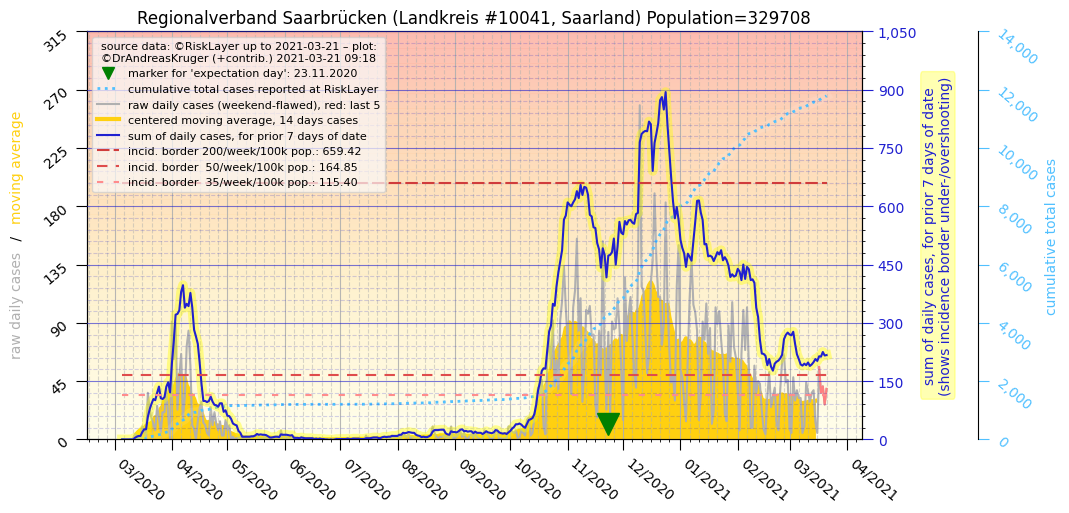 Regionalverband Saarbrücken (Landkreis #10041, Saarland) Population=329708
source data: ©RiskLayer up to 2021-03-21 – plot:
©DrAndreasKruger (+contrib.) 2021-03-21 09:18
marker for 'expectation day': 23.11.2020
cumulative total cases reported at RiskLayer
raw daily cases (weekend-flawed), red: last 5
centered moving average, 14 days cases
sum of daily cases, for prior 7 days of date
incid. border 200/week/100k pop.: 659.42
incid. border  50/week/100k pop.: 164.85
incid. border  35/week/100k pop.: 115.40
raw daily cases / moving average
315
270
225
180
135
90
45
0
03/2020
04/2020
05/2020
06/2020
07/2020
08/2020
09/2020
10/2020
11/2020
12/2020
01/2021
02/2021
03/2021
04/2021
1,050
900
750
600
450
300
150
0
sum of daily cases, for prior 7 days of date
(shows incidence border under-/overshooting)
14,000
12,000
10,000
8,000
6,000
4,000
2,000
0
cumulative total cases